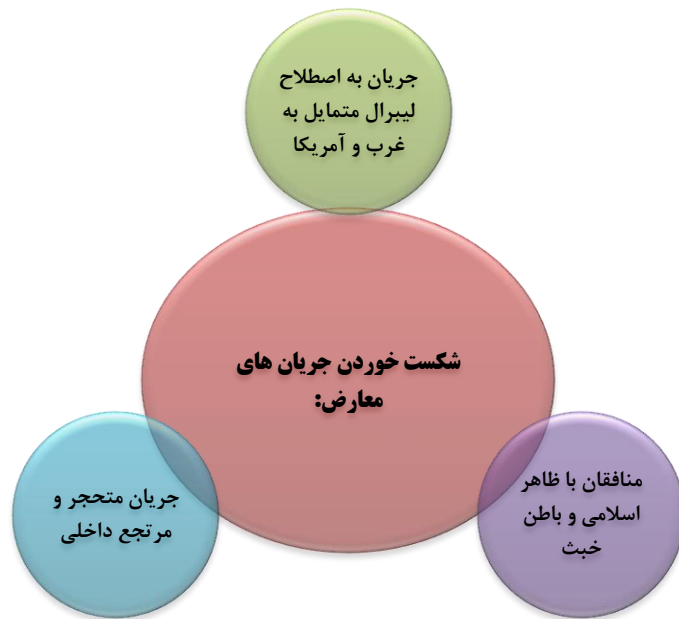 جریان به اصطلاح
لیبرال متمایل به
غرب و آمریکا
شکست خوردن جریان های
معارض:
منافقان با ظاهر
اسلامی و باطن
خبث
جریان متحجر و
مرتجع داخلی